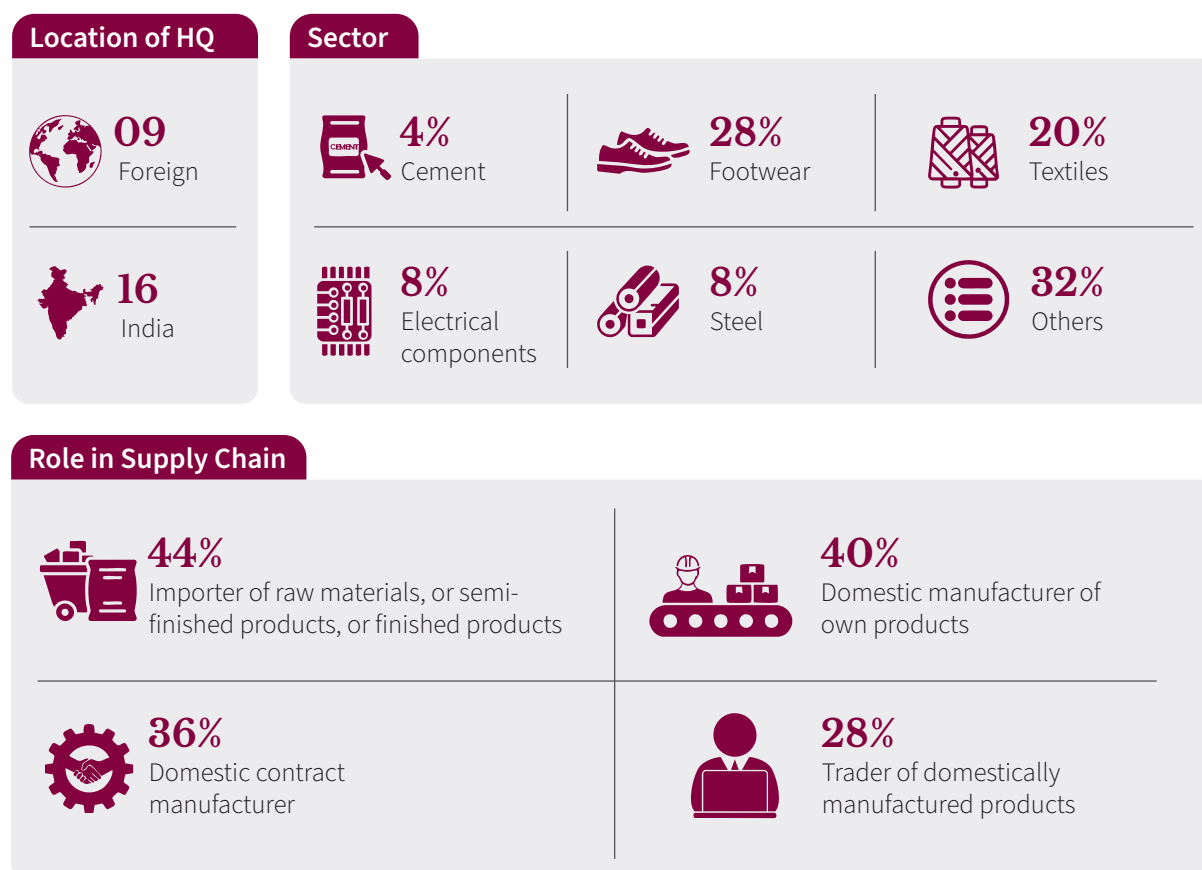 Location of HQ
09
Foreign
16
India
Sector
4%
Cement
CEMENT
28%
Footwear
20%
Textiles
8%
Electrical
components
8%
Steel
32%
Others
Role in Supply Chain
44%
Importer of raw materials, or semi-
finished products, or finished products
40%
Domestic manufacturer of
own products
36%
Domestic contract
manufacturer
28%
Trader of domestically
manufactured products